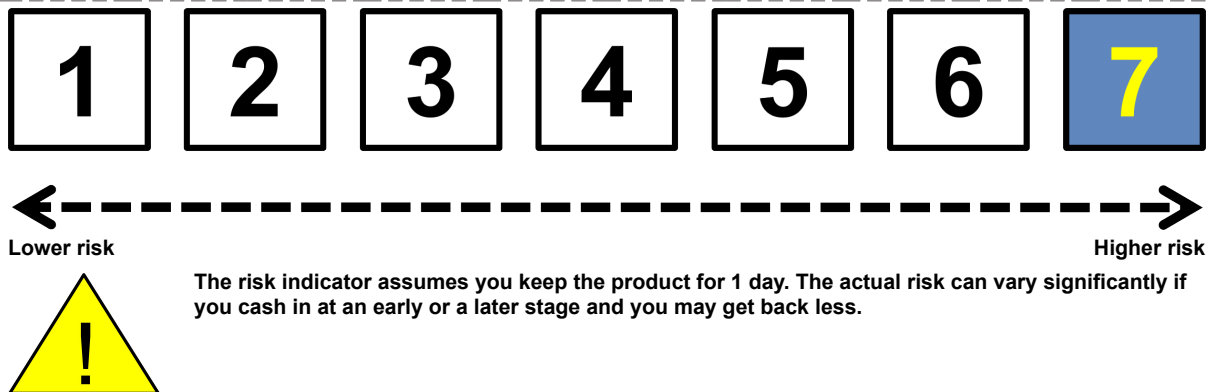 1 2 3 4 5 6 7
Lower risk Higher risk
The risk indicator assumes you keep the product for 1 day. The actual risk can vary significantly if
you cash in at an early or a later stage and you may get back less.
!